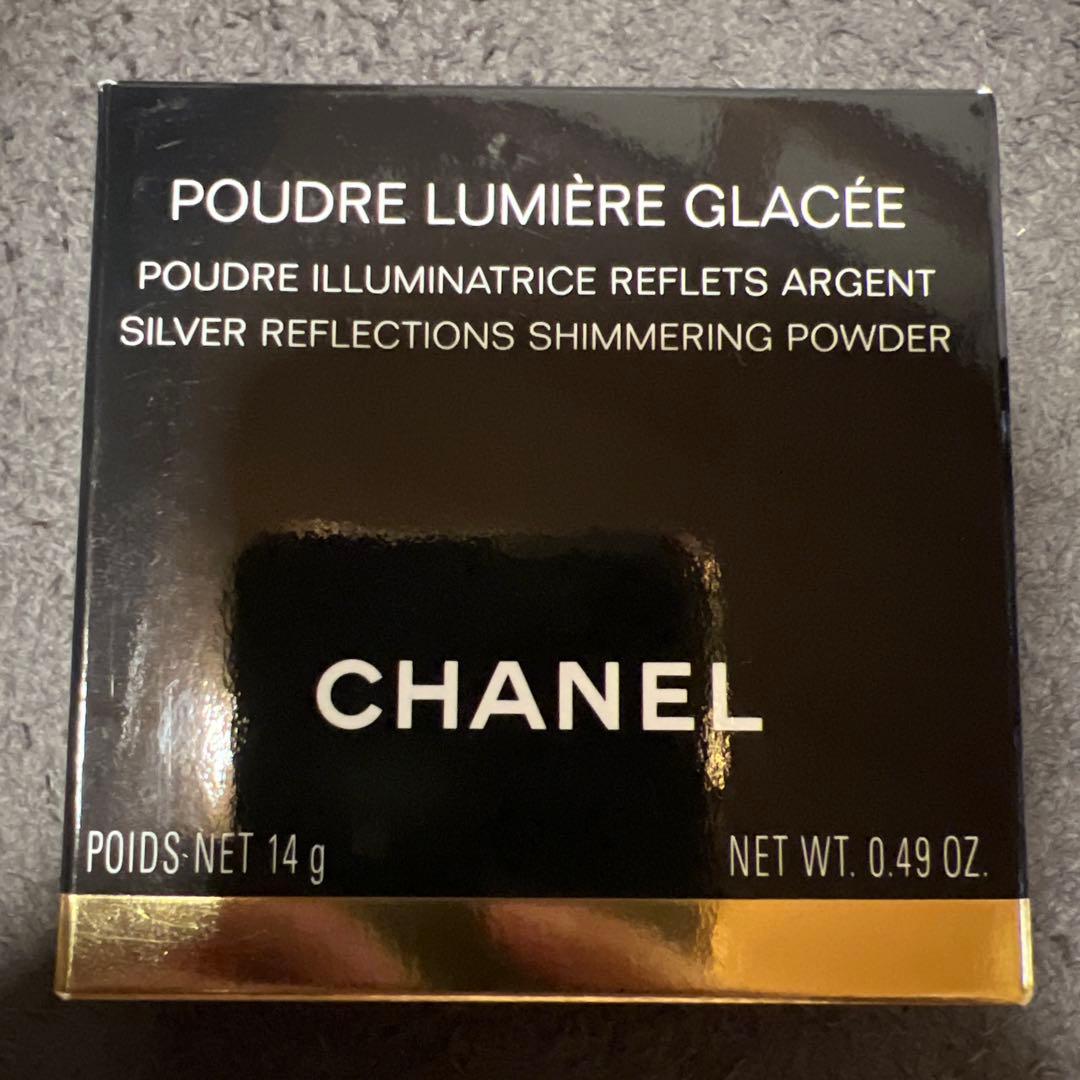 POUDRE LUMIÈRE GLACÉE
POUDRE ILLUMINATRICE REFLETS ARGENT
SILVER REFLECTIONS SHIMMERING POWDER
CHANEL
POIDS-NET 14 g NET WT. 0.49 OZ.